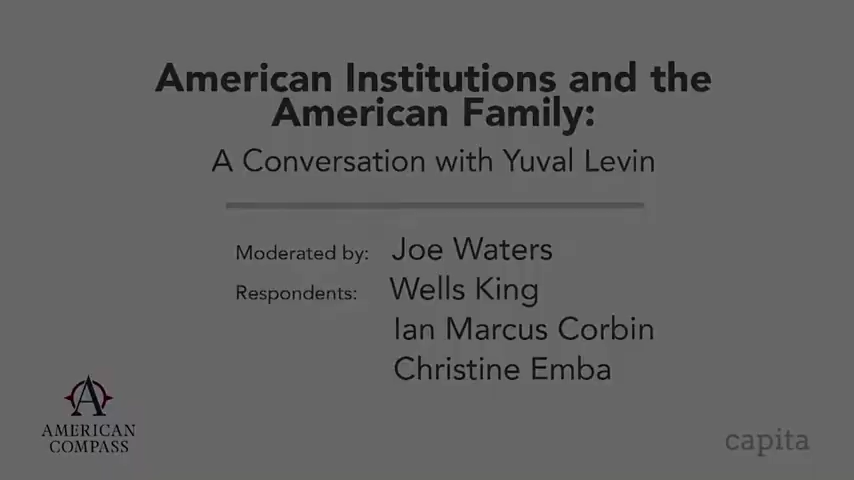 American Institutions and the
American Family:
A Conversation with Yuval Levin
Moderated by: Joe Waters
Respondents: Wells King
Ian Marcus Corbin
Christine Emba
AMERICAN
COMPASS
capita